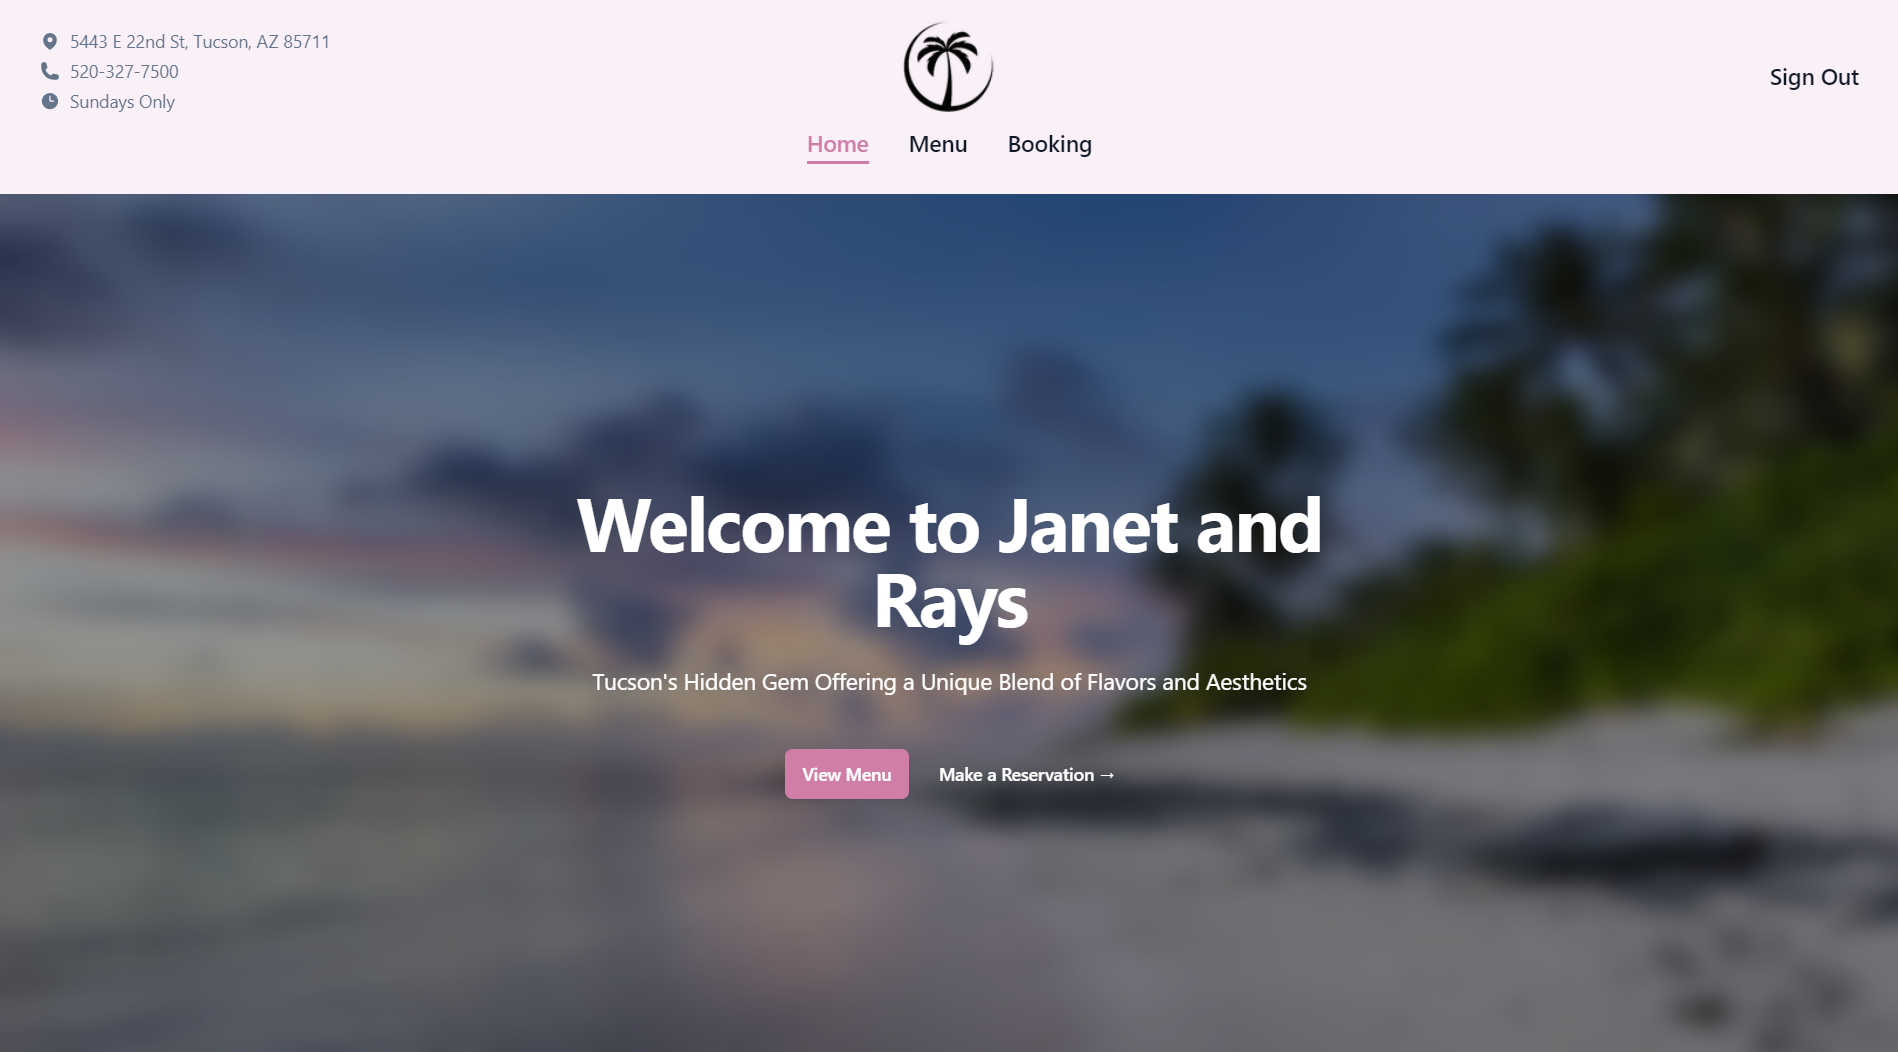 5443 E 22nd St, Tucson, AZ 85711
520-327-7500
Sundays Only
Sign Out
Home Menu Booking
Welcome to Janet and
Rays
Tucson's Hidden Gem Offering a Unique Blend of Flavors and Aesthetics
View Menu Make a Reservation →